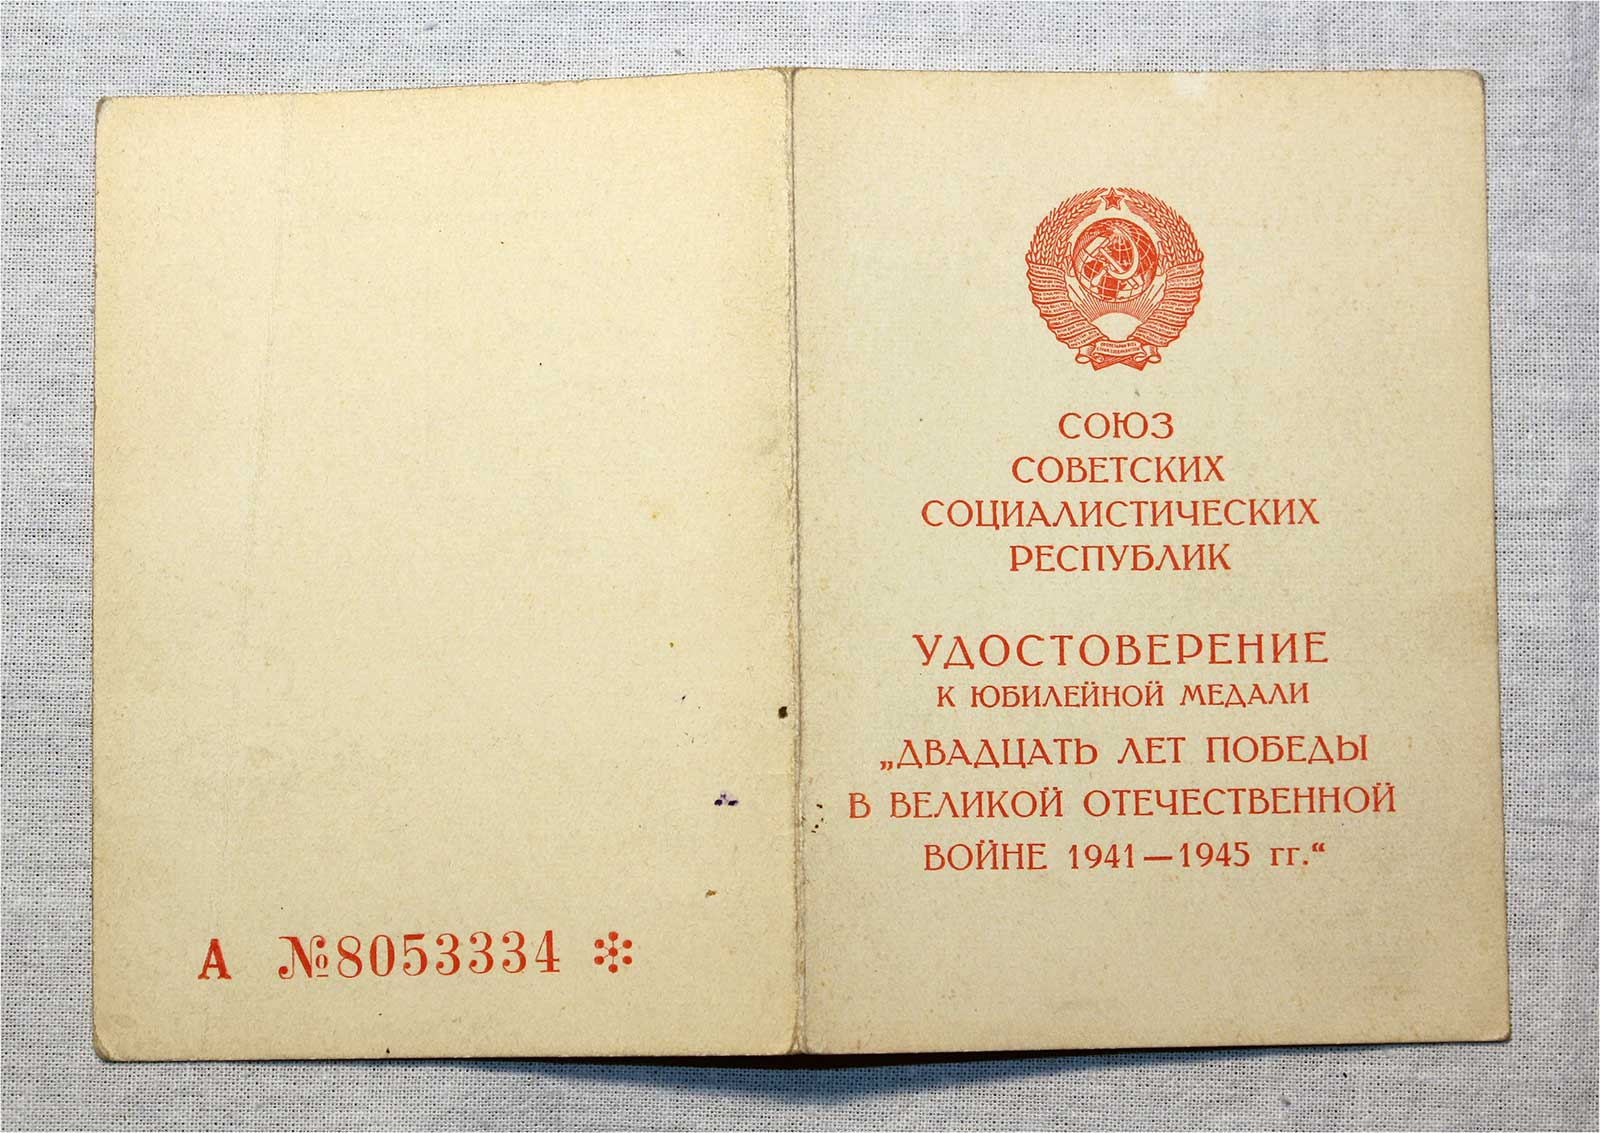 А №8053334
СОЮЗ
СОВЕТСКИХ
СОЦИАЛИСТИЧЕСКИХ
РЕСПУБЛИК
УДОСТОВЕРЕНИЕ
К ЮБИЛЕЙНОЙ МЕДАЛИ
„ДВАДЦАТЬ ЛЕТ ПОБЕДЫ
В ВЕЛИКОЙ ОТЕЧЕСТВЕННОЙ
ВОЙНЕ 1941—1945 гг.“